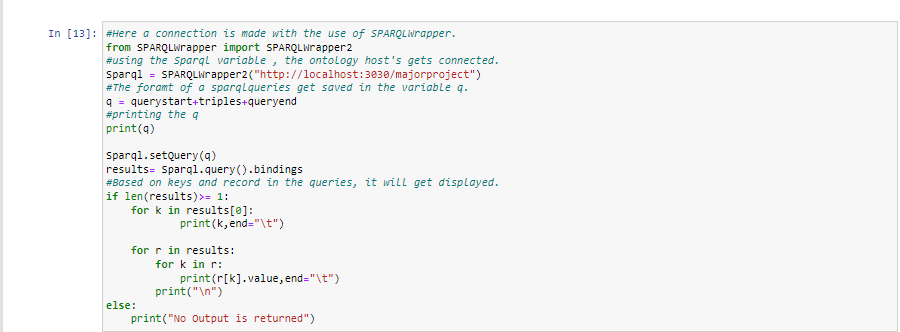 In [13]: #Here a connection is made with the use of SPARQLWrapper.
from SPARQLWrapper import SPARQLWrapper2
#using the Sparql variable , the ontology host's gets connected.
Sparql = SPARQLWrapper2("http://localhost:3030/majorproject")
#The foramt of a sparqlqueries get saved in the variable q.
q = querystart+triples+queryend
#printing the q
print(q)

Sparql.setQuery(q)
results= Sparql.query().bindings
#Based on keys and record in the queries, it will get displayed.
if len(results)>= 1:
    for k in results[0]:
            print(k,end="\t")

    for r in results:
        for k in r:
            print(r[k].value,end="\t")
        print("\n")
else:
    print("No Output is returned")